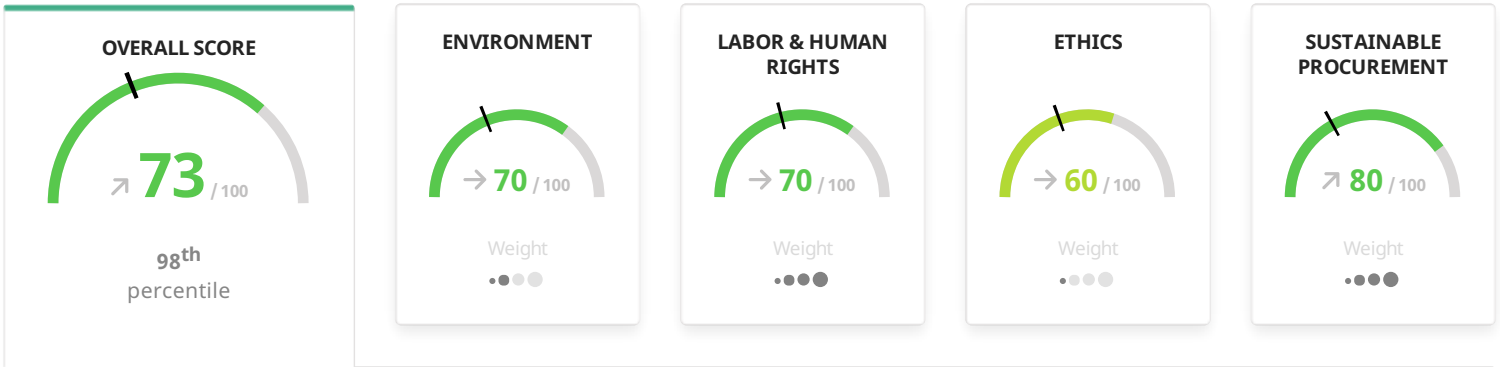 OVERALL SCORE
↗ 73 / 100
98th
percentile
ENVIRONMENT
→ 70 / 100
Weight
LABOR & HUMAN
RIGHTS
→ 70 / 100
Weight
ETHICS
→ 60 / 100
Weight
SUSTAINABLE
PROCUREMENT
↗ 80 / 100
Weight